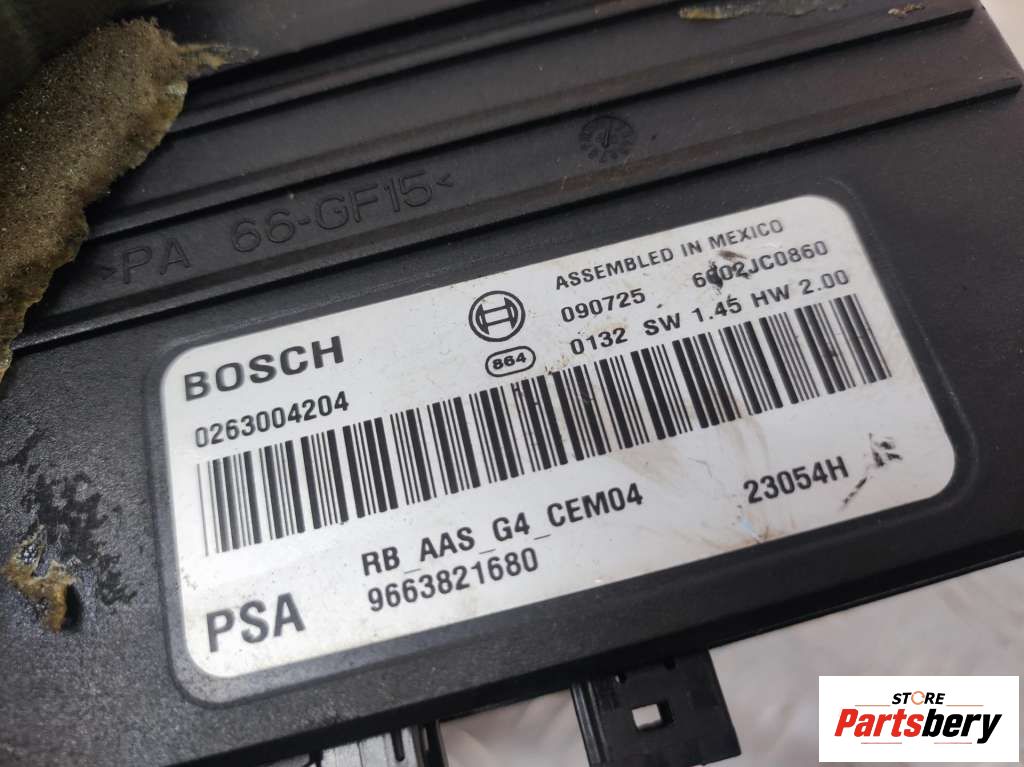 >PA 66-GF15<
ASSEMBLED IN MEXICO
090725
0132 SW 1.45 HW 2.00
864
BOSCH
0263004204
RB_AAS_G4_CEM04
23054H
9663821680
PSA
STORE
Partsbery